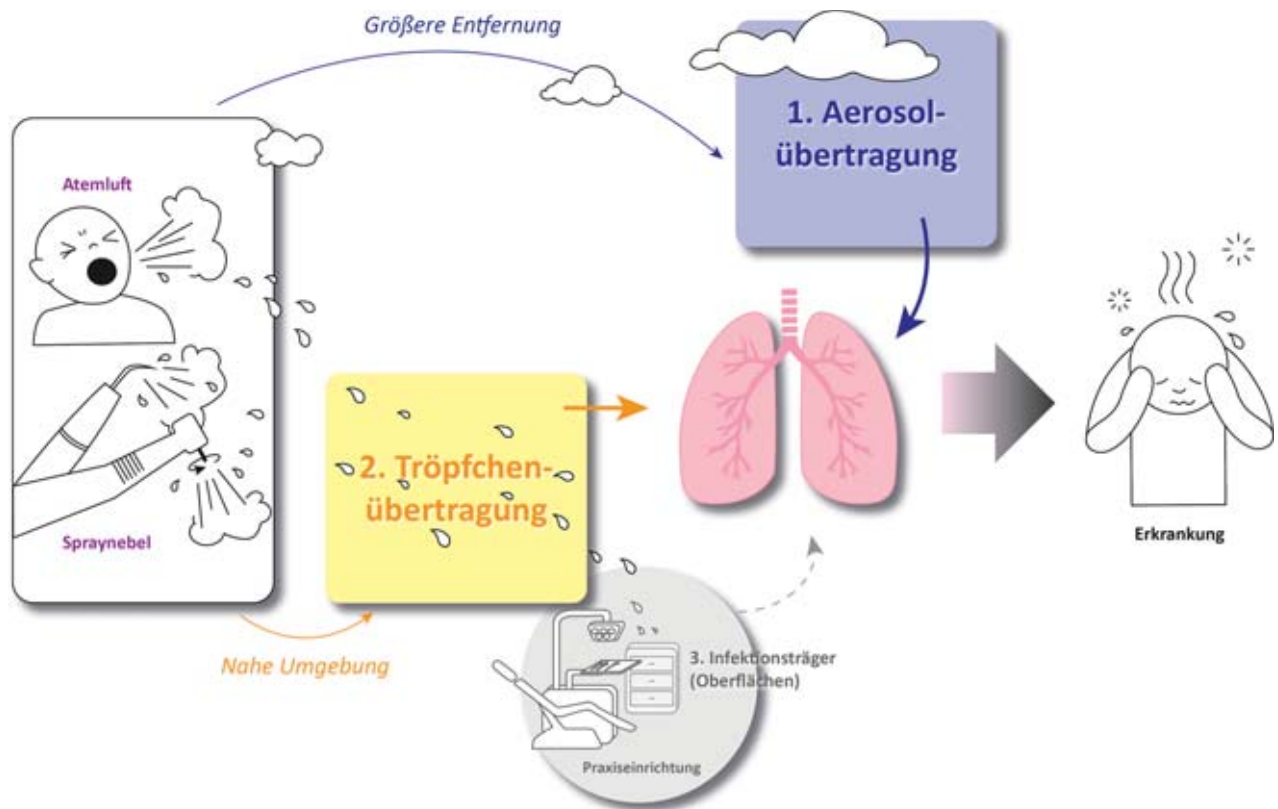 Größere Entfernung
1. Aerosol-
übertragung
Atemluft
Spraynebel
2. Tröpfchen-
übertragung
Nahe Umgebung
3. Infektionsträger
(Oberflächen)
Praxiseinrichtung
Erkrankung